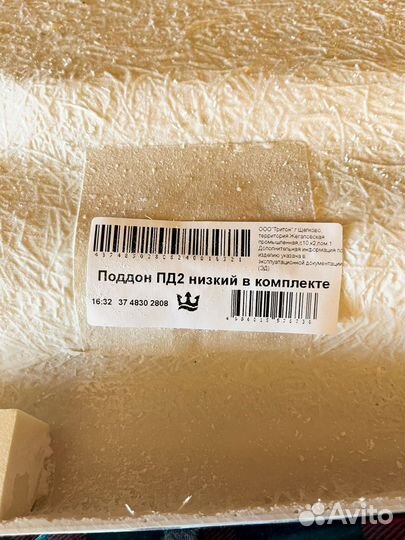 ООО"Тритон" г.Щелково,
территория Жегаловская
промышленная,с10,к2,пом.1
Дополнительная информация по
изделию указана в
эксплуатационной документации
(ЭД)
Поддон ПД2 низкий в комплекте
16:32 37 4830 2808
Avito